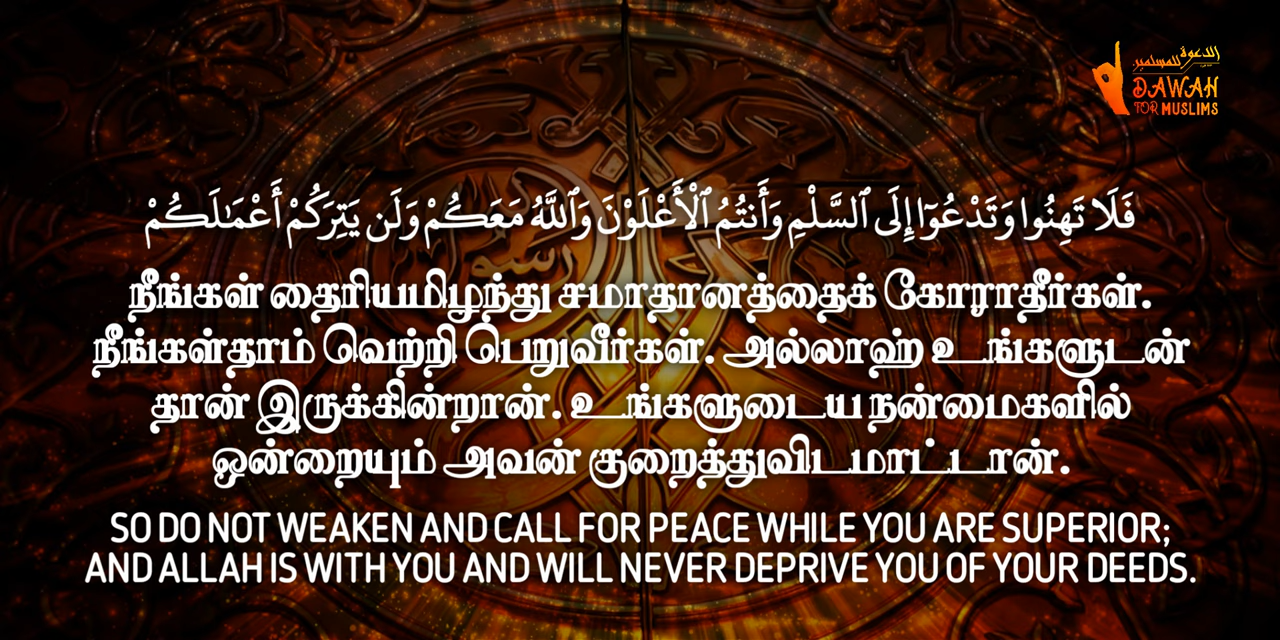 الدعوة للمسلمين
DAWAH
FOR MUSLIMS
فَلَا تَهِنُوا وَتَدْعُوٓا إِلَى ٱلسَّلْمِ وَأَنتُمُ ٱلْأَعْلَوْنَ وَٱللَّهُ مَعَكُمْ وَلَن يَتِرَكُمْ أَعْمَـٰلَكُمْ
நீங்கள் தைரியமிழந்து சமாதானத்தைக் கோராதீர்கள்.
நீங்கள்தாம் வெற்றி பெறுவீர்கள். அல்லாஹ் உங்களுடன்
தான் இருக்கின்றான். உங்களுடைய நன்மைகளில்
ஒன்றையும் அவன் குறைத்துவிடமாட்டான்.
SO DO NOT WEAKEN AND CALL FOR PEACE WHILE YOU ARE SUPERIOR;
AND ALLAH IS WITH YOU AND WILL NEVER DEPRIVE YOU OF YOUR DEEDS.